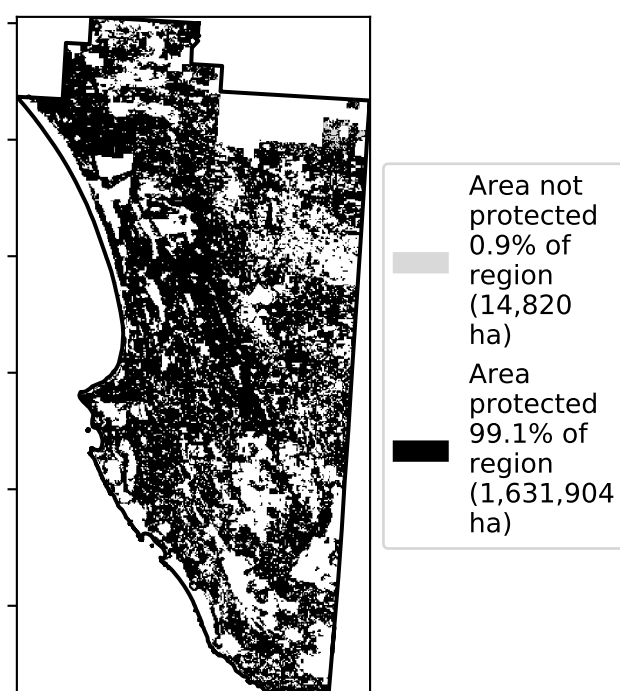 Area not
protected
0.9% of
region
(14,820
ha)
Area
protected
99.1% of
region
(1,631,904
ha)